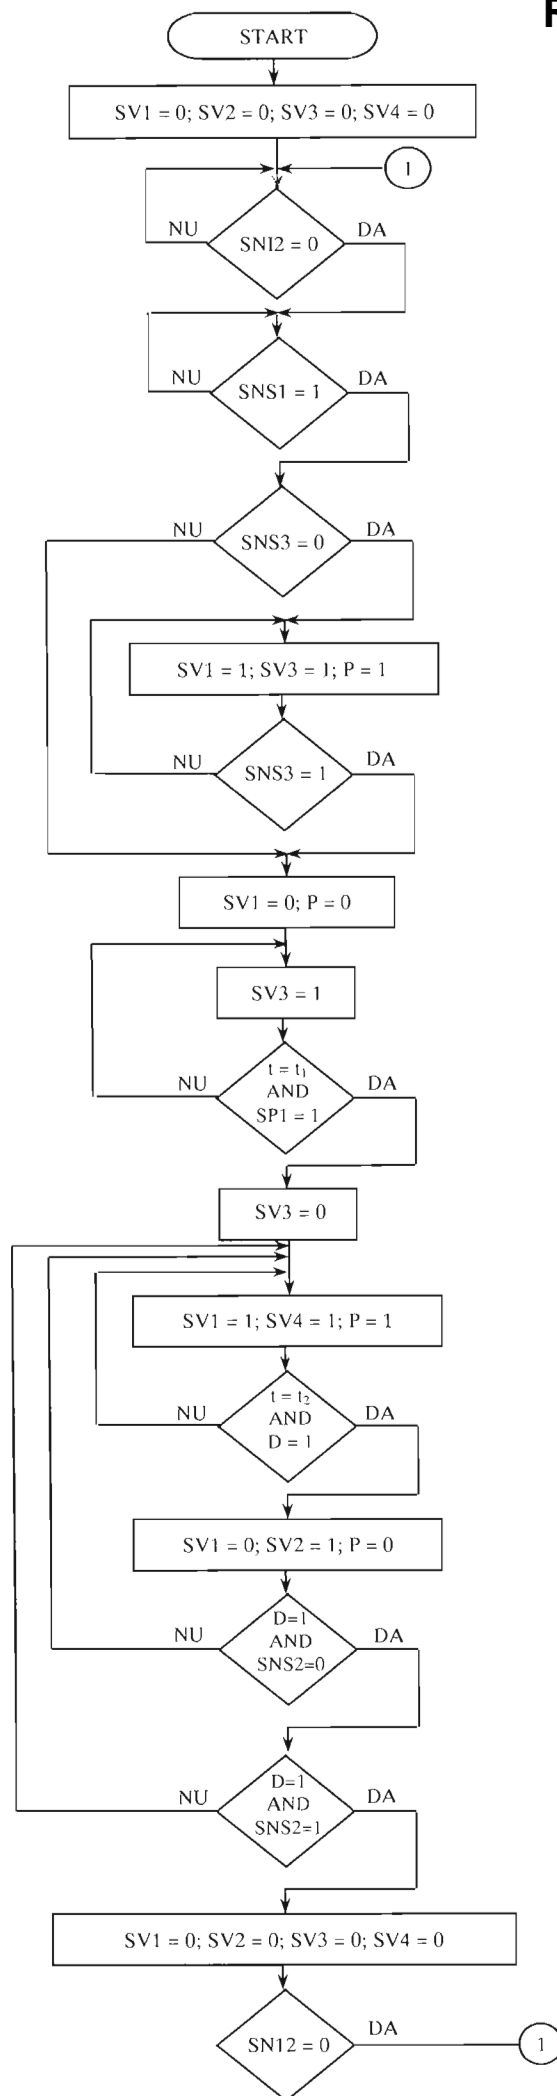 F
START
SV1 = 0; SV2 = 0; SV3 = 0; SV4 = 0
1
NU
SNI2 = 0
DA
NU
SNS1 = 1
DA
NU
SNS3 = 0
DA
SV1 = 1; SV3 = 1; P = 1
NU
SNS3 = 1
DA
SV1 = 0; P = 0
SV3 = 1
NU
t = t₁
AND
SP1 = 1
DA
SV3 = 0
SV1 = 1; SV4 = 1; P = 1
NU
t = t₂
AND
D = 1
DA
SV1 = 0; SV2 = 1; P = 0
NU
D=1
AND
SNS2=0
DA
NU
D=1
AND
SNS2=1
DA
SV1 = 0; SV2 = 0; SV3 = 0; SV4 = 0
SN12 = 0
DA
1